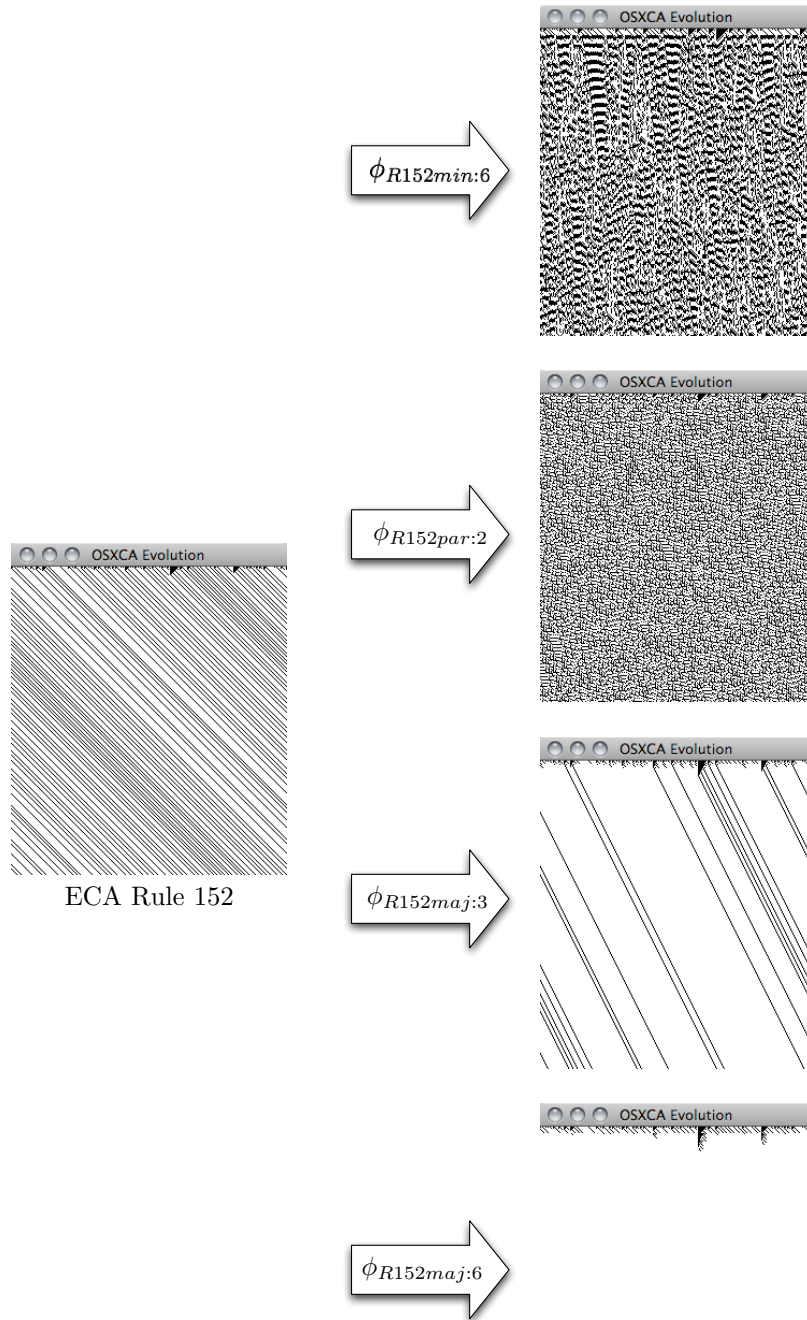 OSXCA Evolution
ϕR152min:6
OSXCA Evolution
ϕR152par:2
OSXCA Evolution
ECA Rule 152
OSXCA Evolution
ϕR152maj:3
OSXCA Evolution
ϕR152maj:6